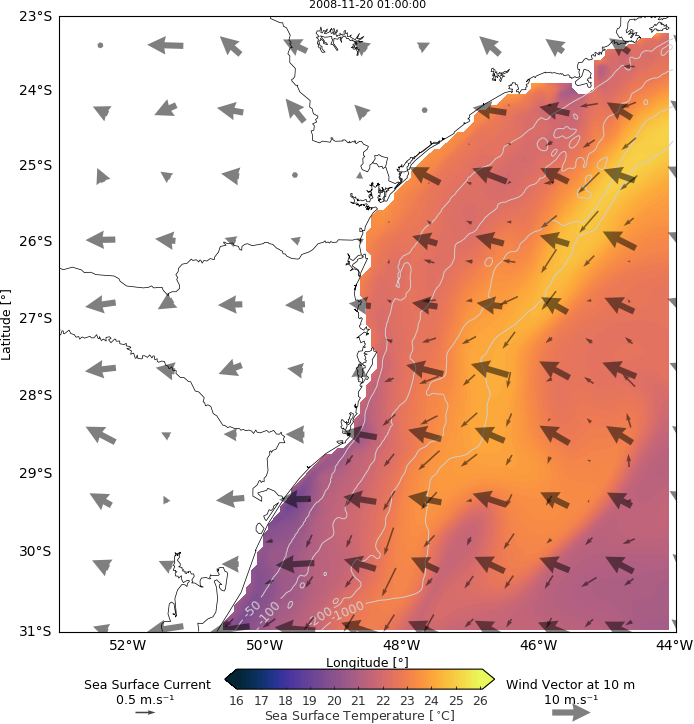 2008-11-20 01:00:00
23°S
24°S
25°S
26°S
27°S
28°S
29°S
30°S
31°S
Latitude [°]
-50
-100
-200
-1000
52°W
50°W
48°W
46°W
44°W
Longitude [°]
Sea Surface Current
0.5 m.s⁻¹
16 17 18 19 20 21 22 23 24 25 26
Sea Surface Temperature [°C]
Wind Vector at 10 m
10 m.s⁻¹